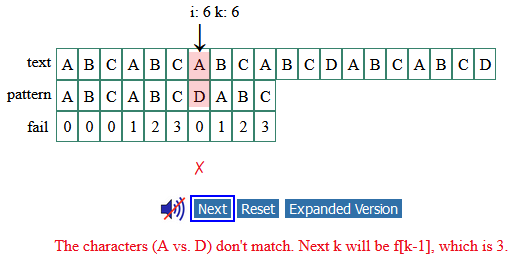 i: 6 k: 6
text A B C A B C A B C A B C D A B C A B C D
pattern A B C A B C D A B C
fail 0 0 0 1 2 3 0 1 2 3
✗
Next Reset Expanded Version
The characters (A vs. D) don't match. Next k will be f[k-1], which is 3.